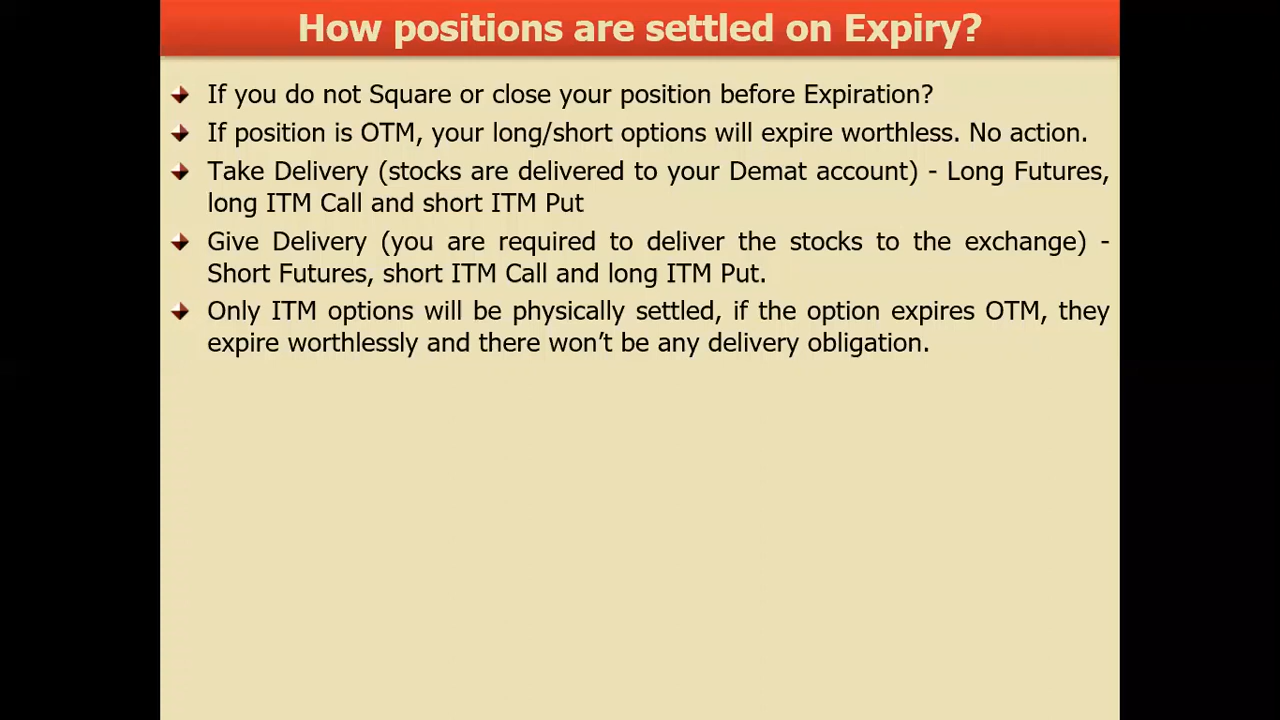 How positions are settled on Expiry?
If you do not Square or close your position before Expiration?
If position is OTM, your long/short options will expire worthless. No action.
Take Delivery (stocks are delivered to your Demat account) - Long Futures,
long ITM Call and short ITM Put
Give Delivery (you are required to deliver the stocks to the exchange) -
Short Futures, short ITM Call and long ITM Put.
Only ITM options will be physically settled, if the option expires OTM, they
expire worthlessly and there won’t be any delivery obligation.